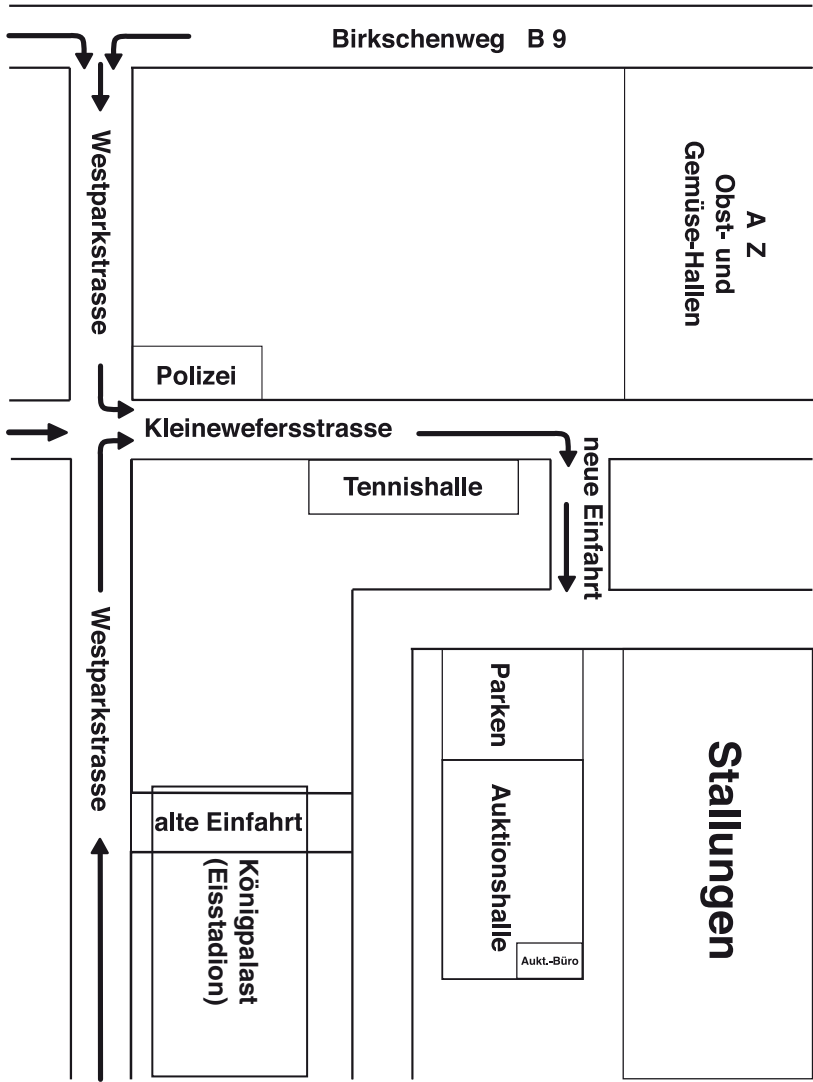 Birkschenweg B 9
Westparkstrasse
A Z
Obst- und
Gemüse-Hallen
Polizei
Kleinewefersstrasse
neue Einfahrt
Tennishalle
Westparkstrasse
Parken
Stallungen
alte Einfahrt
Auktionshalle
Königpalast
(Eisstadion)
Aukt.-Büro